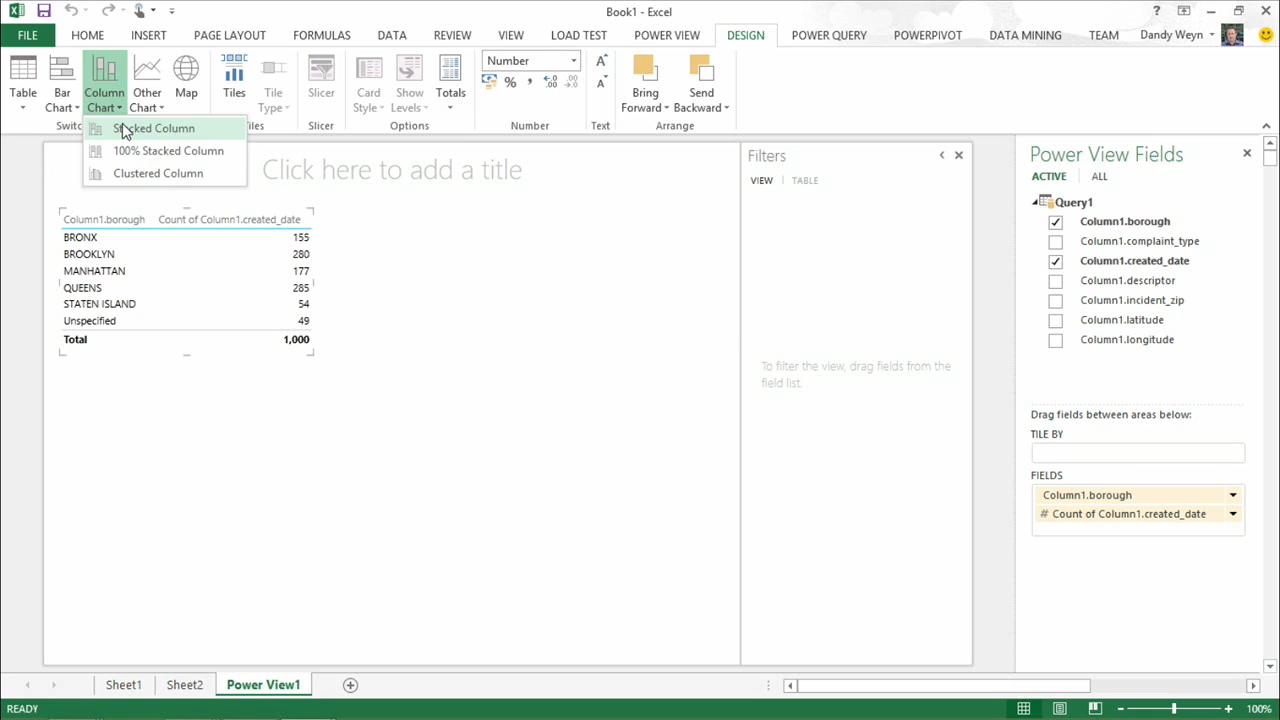 Book1 - Excel
?
FILE HOME INSERT PAGE LAYOUT FORMULAS DATA REVIEW VIEW LOAD TEST POWER VIEW DESIGN POWER QUERY POWERPIVOT DATA MINING TEAM Dandy Weyn
Table
Bar Chart
Column Chart
Other Chart
Map
Tiles
Tile Type
Slicer
Card Style
Show Levels
Totals
Number
%
Bring Forward
Send Backward
Slicer Options Number Text Arrange
Stacked Column
100% Stacked Column
Clustered Column
Click here to add a title
Column1.borough Count of Column1.created_date
BRONX 155
BROOKLYN 280
MANHATTAN 177
QUEENS 285
STATEN ISLAND 54
Unspecified 49
Total 1,000
Filters
VIEW TABLE
To filter the view, drag fields from the
field list.
Power View Fields
ACTIVE ALL
Query1
Column1.borough
Column1.complaint_type
Column1.created_date
Column1.descriptor
Column1.incident_zip
Column1.latitude
Column1.longitude
Drag fields between areas below:
TILE BY
FIELDS
Column1.borough
# Count of Column1.created_date
Sheet1 Sheet2 Power View1
READY
100%